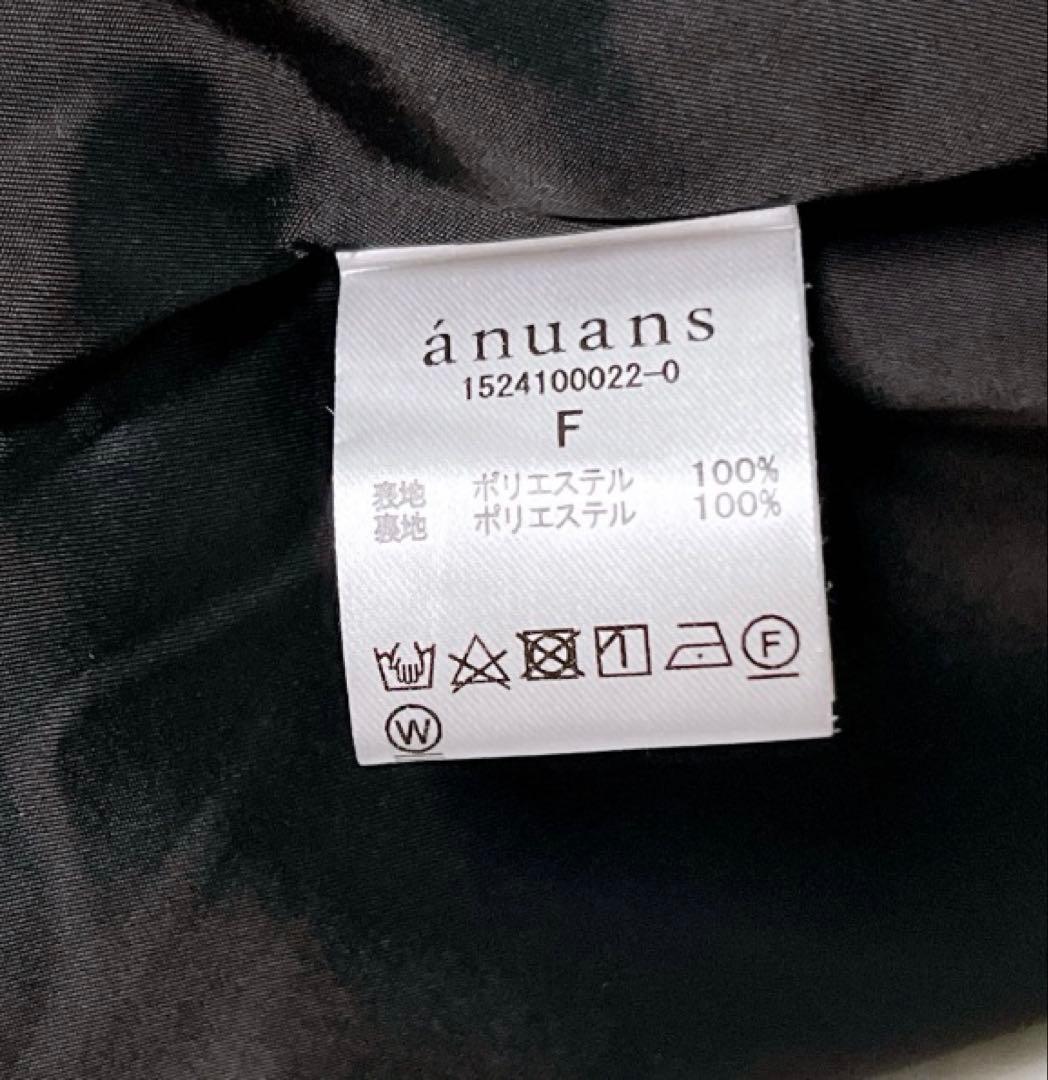 ánuans
1524100022-0
F
表地 ポリエステル 100%
裏地 ポリエステル 100%
F
W